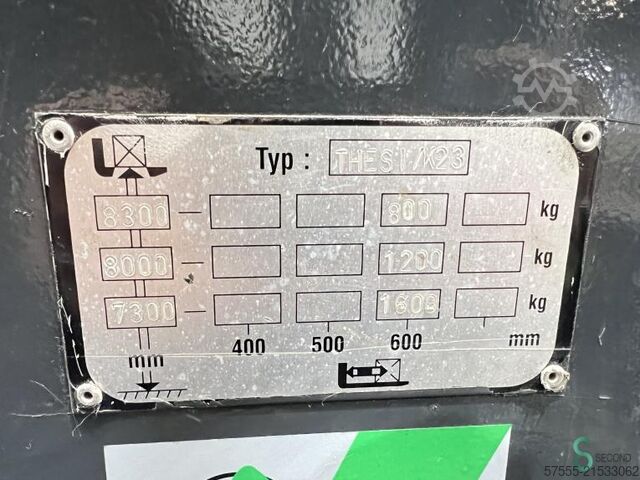 Typ : THESI/K23
8300 800 kg
8000 1200 kg
7300 1600 kg
mm 400 500 600 mm
SECOND
57555-21533062